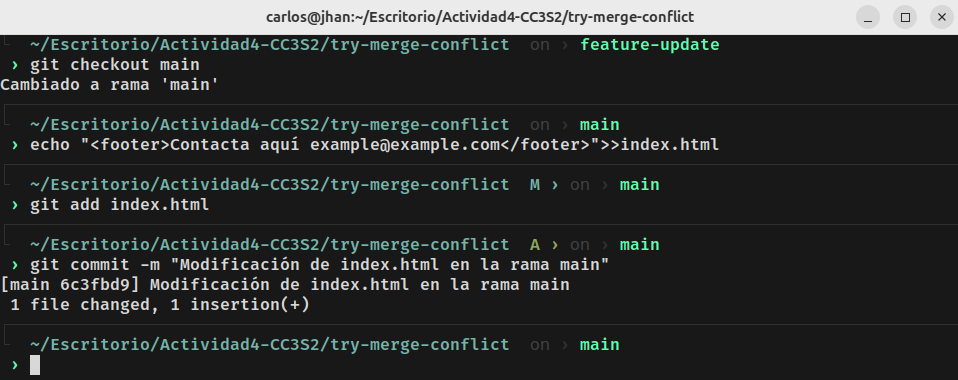 carlos@jhan:~/Escritorio/Actividad4-CC3S2/try-merge-conflict
~/Escritorio/Actividad4-CC3S2/try-merge-conflict on › feature-update
› git checkout main
Cambiado a rama 'main'
~/Escritorio/Actividad4-CC3S2/try-merge-conflict on › main
› echo "<footer>Contacta aquí example@example.com</footer>">>index.html
~/Escritorio/Actividad4-CC3S2/try-merge-conflict M › on › main
› git add index.html
~/Escritorio/Actividad4-CC3S2/try-merge-conflict A › on › main
› git commit -m "Modificación de index.html en la rama main"
[main 6c3fbd9] Modificación de index.html en la rama main
1 file changed, 1 insertion(+)
~/Escritorio/Actividad4-CC3S2/try-merge-conflict on › main
›